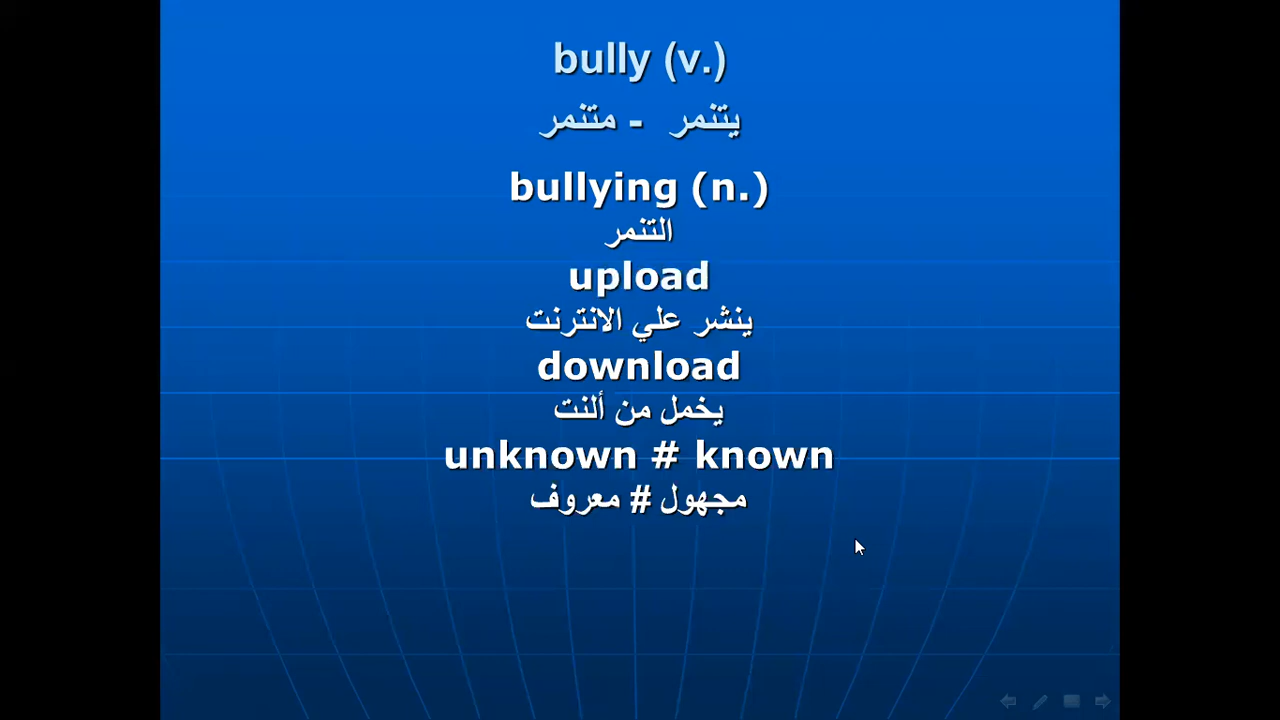 bully (v.)
يتنمر - متنمر
bullying (n.)
التنمر
upload
ينشر علي الانترنت
download
يخمل من ألنت
unknown # known
مجهول # معروف